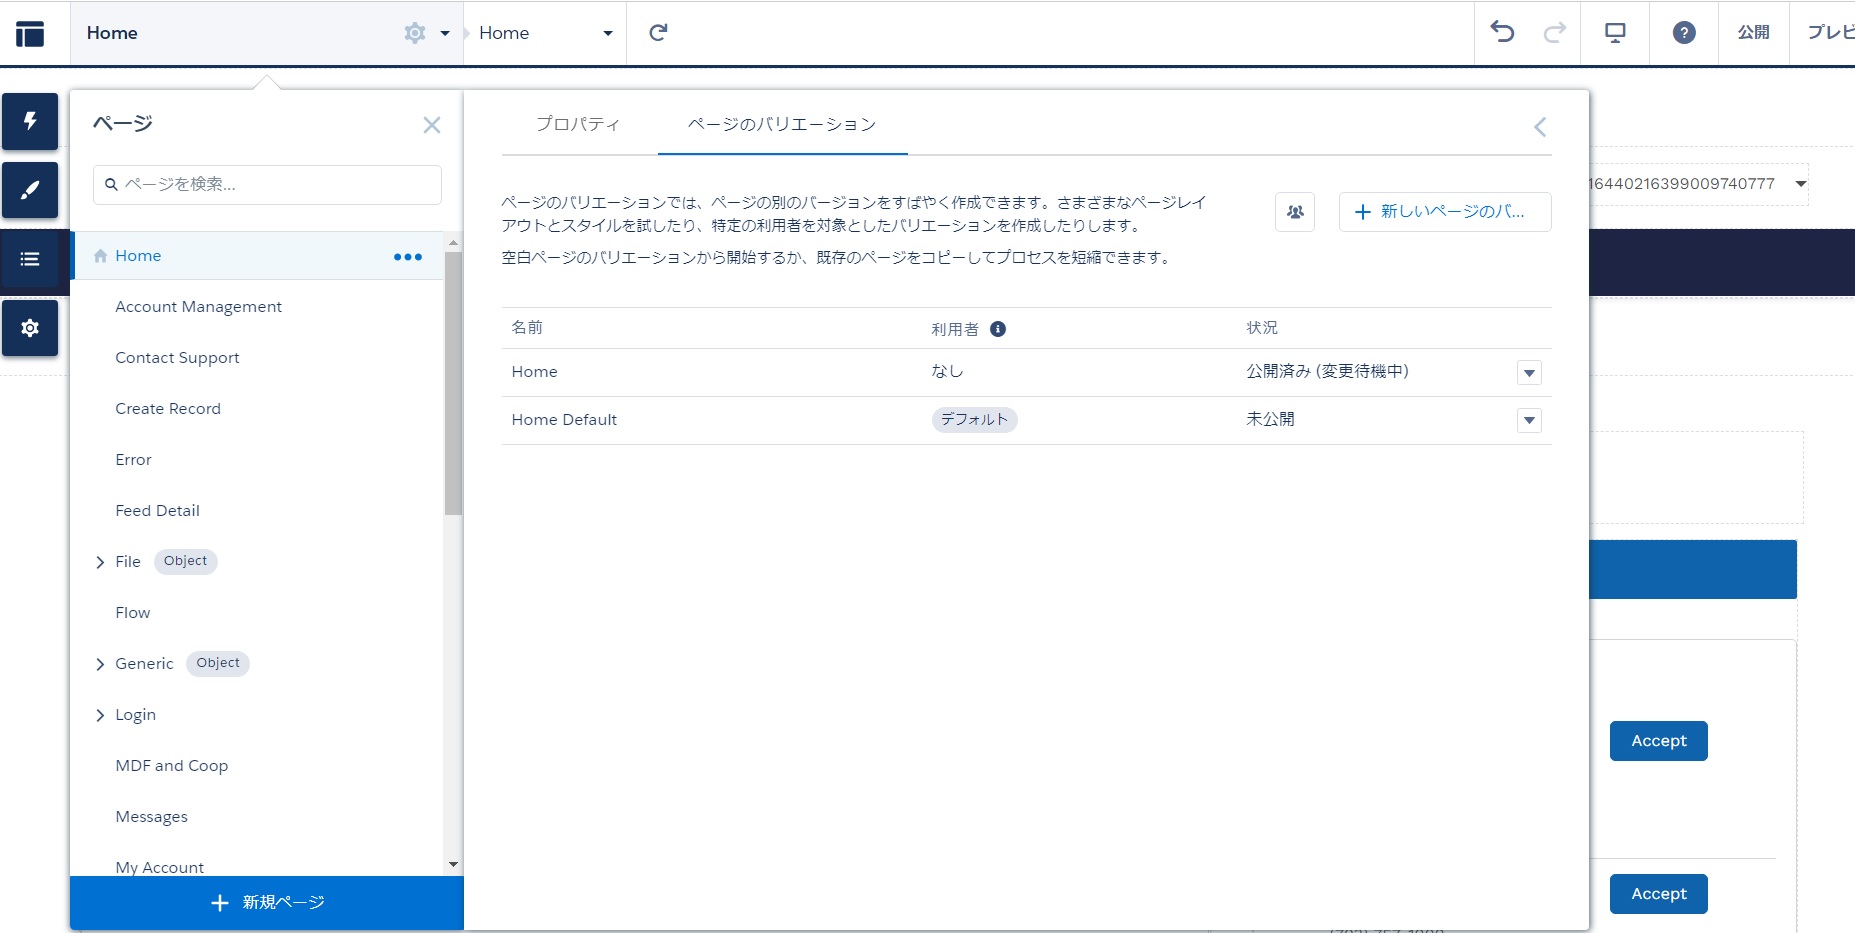 Home
Home
公開
ページ
ページを検索...
Home
Account Management
Contact Support
Create Record
Error
Feed Detail
File Object
Flow
Generic Object
Login
MDF and Coop
Messages
My Account
新規ページ
プロパティ
ページのバリエーション
ページのバリエーションでは、ページの別のバージョンをすばやく作成できます。さまざまなページレイ
アウトとスタイルを試したり、特定の利用者を対象としたバリエーションを作成したりします。
空白ページのバリエーションから開始するか、既存のページをコピーしてプロセスを短縮できます。
新しいページのバ...
名前 利用者 状況
Home なし 公開済み (変更待機中)
Home Default デフォルト 未公開
16440216399009740777
Accept
Accept